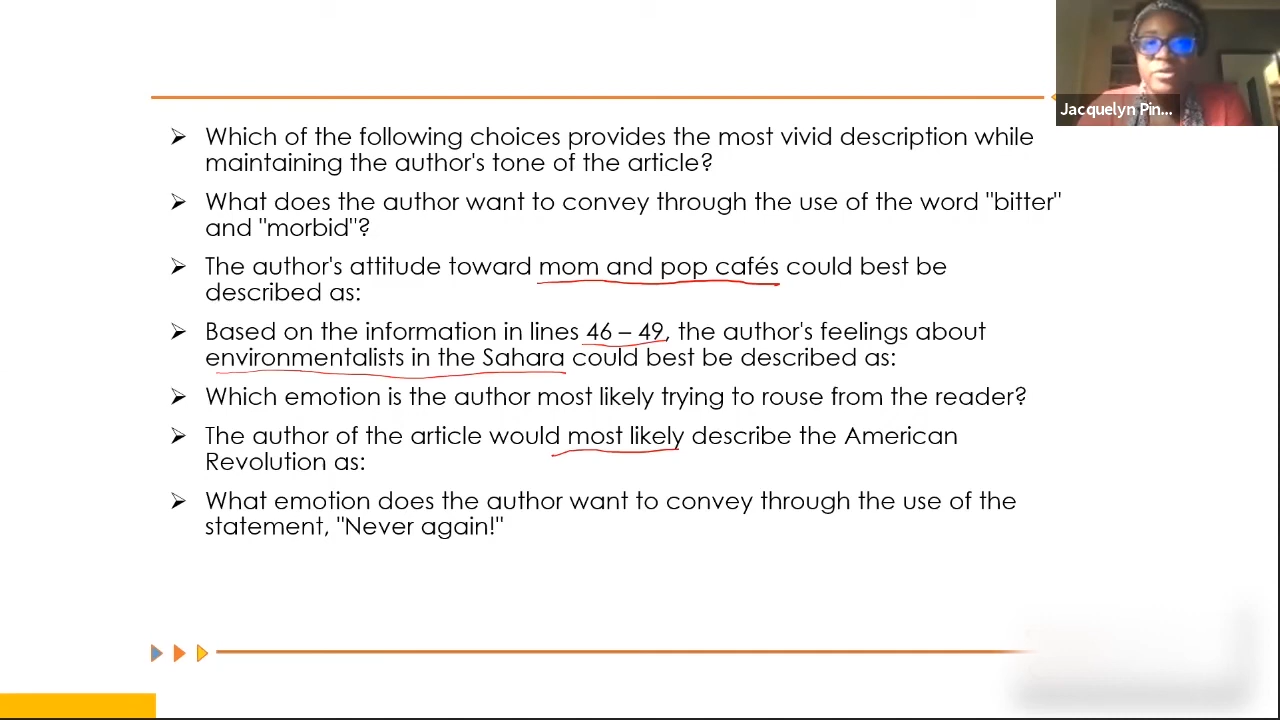 Jacquelyn Pin...
➢ Which of the following choices provides the most vivid description while
maintaining the author's tone of the article?
➢ What does the author want to convey through the use of the word "bitter"
and "morbid"?
➢ The author's attitude toward mom and pop cafés could best be
described as:
➢ Based on the information in lines 46 – 49, the author's feelings about
environmentalists in the Sahara could best be described as:
➢ Which emotion is the author most likely trying to rouse from the reader?
➢ The author of the article would most likely describe the American
Revolution as:
➢ What emotion does the author want to convey through the use of the
statement, "Never again!"